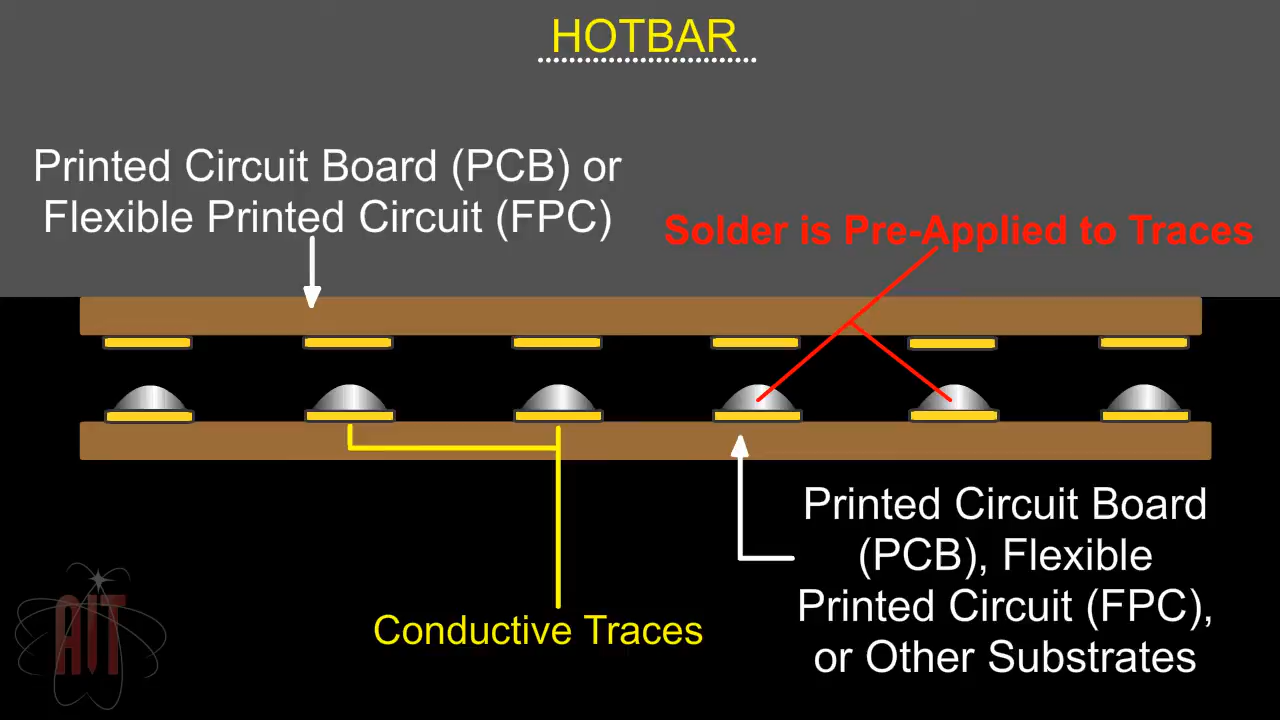 HOTBAR
Printed Circuit Board (PCB) or
Flexible Printed Circuit (FPC)
Solder is Pre-Applied to Traces
Printed Circuit Board
(PCB), Flexible
Printed Circuit (FPC),
or Other Substrates
Conductive Traces
AIT